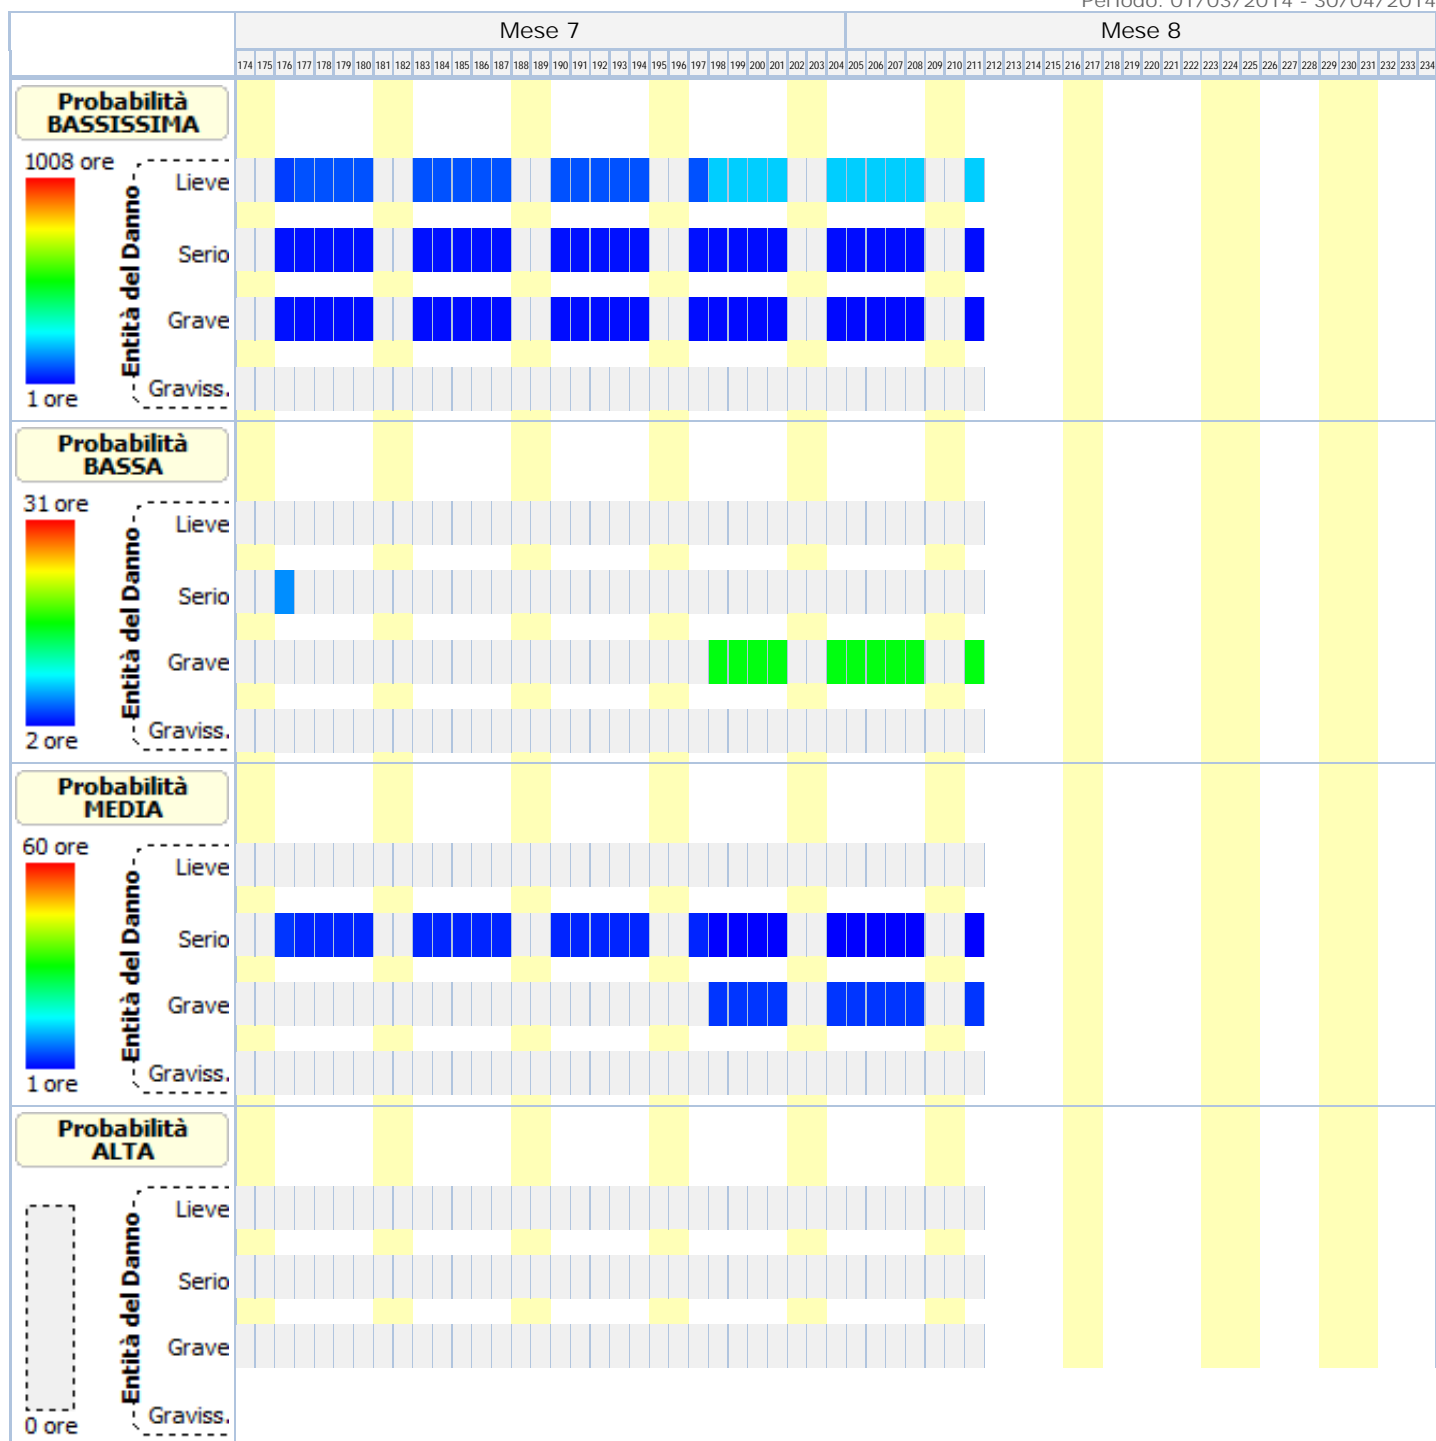 Periodo: 01/03/2014 - 30/04/2014
Mese 7 Mese 8
174 175 176 177 178 179 180 181 182 183 184 185 186 187 188 189 190 191 192 193 194 195 196 197 198 199 200 201 202 203 204 205 206 207 208 209 210 211 212 213 214 215 216 217 218 219 220 221 222 223 224 225 226 227 228 229 230 231 232 233 234
Probabilità
BASSISSIMA
1008 ore
1 ore
Entità del Danno
Lieve
Serio
Grave
Graviss.
Probabilità
BASSA
31 ore
2 ore
Entità del Danno
Lieve
Serio
Grave
Graviss.
Probabilità
MEDIA
60 ore
1 ore
Entità del Danno
Lieve
Serio
Grave
Graviss.
Probabilità
ALTA
0 ore
Entità del Danno
Lieve
Serio
Grave
Graviss.